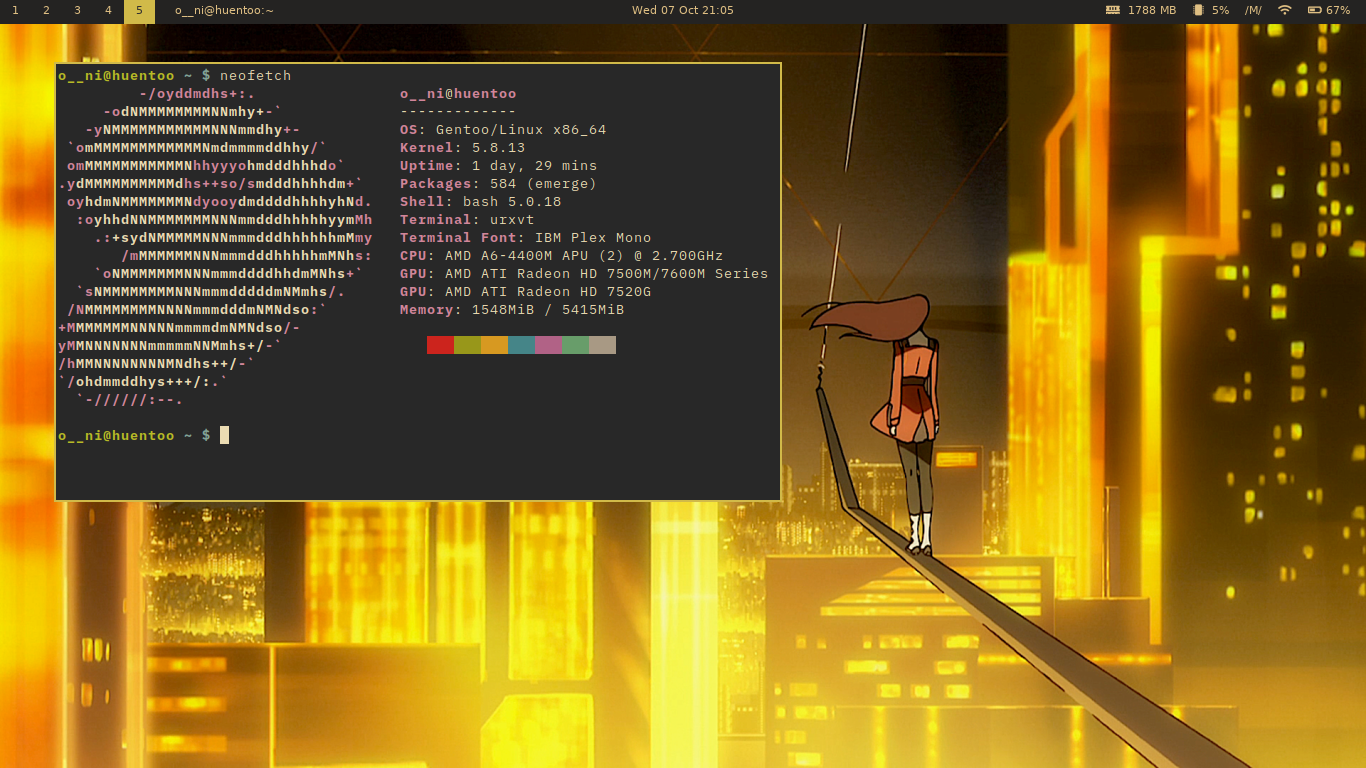 1 2 3 4 5 o__ni@huentoo:~ Wed 07 Oct 21:05 1788 MB 5% /M/ 67%
o__ni@huentoo ~ $ neofetch
-/oyddmdhs+:. o__ni@huentoo
-odNMMMMMMMMNNmhy+-` -------------
-yNMMMMMMMMMMMNNNmmdhy+- OS: Gentoo/Linux x86_64
`omMMMMMMMMMMMMNmdmmmmddhhy/` Kernel: 5.8.13
omMMMMMMMMMMMNhhyyyohmdddhhhdo` Uptime: 1 day, 29 mins
.ydMMMMMMMMMMdhs++so/smdddhhhhdm+` Packages: 584 (emerge)
oyhdmNMMMMMMMNdyooydmddddhhhhyhNd. Shell: bash 5.0.18
:oyhhdNNMMMMMMMNNNmmdddhhhhhyymMh Terminal: urxvt
.:+sydNMMMMMNNNmmmdddhhhhhhmMmy Terminal Font: IBM Plex Mono
/mMMMMMMNNNmmmdddhhhhhmMNhs: CPU: AMD A6-4400M APU (2) @ 2.700GHz
`oNMMMMMMMNNNmmmddddhhdmMNhs+` GPU: AMD ATI Radeon HD 7500M/7600M Series
`sNMMMMMMMMNNNmmmdddddmNMmhs/. GPU: AMD ATI Radeon HD 7520G
/NMMMMMMMMNNNNmmmdddmNMNdso:` Memory: 1548MiB / 5415MiB
+MMMMMMMNNNNNmmmmdmNMNdso/-
yMMNNNNNNNmmmmmNNMmhs+/-`
/hMMNNNNNNNNMNdhs++/-`
`/ohdmmddhys+++/:.`
`-//////:--.
o__ni@huentoo ~ $